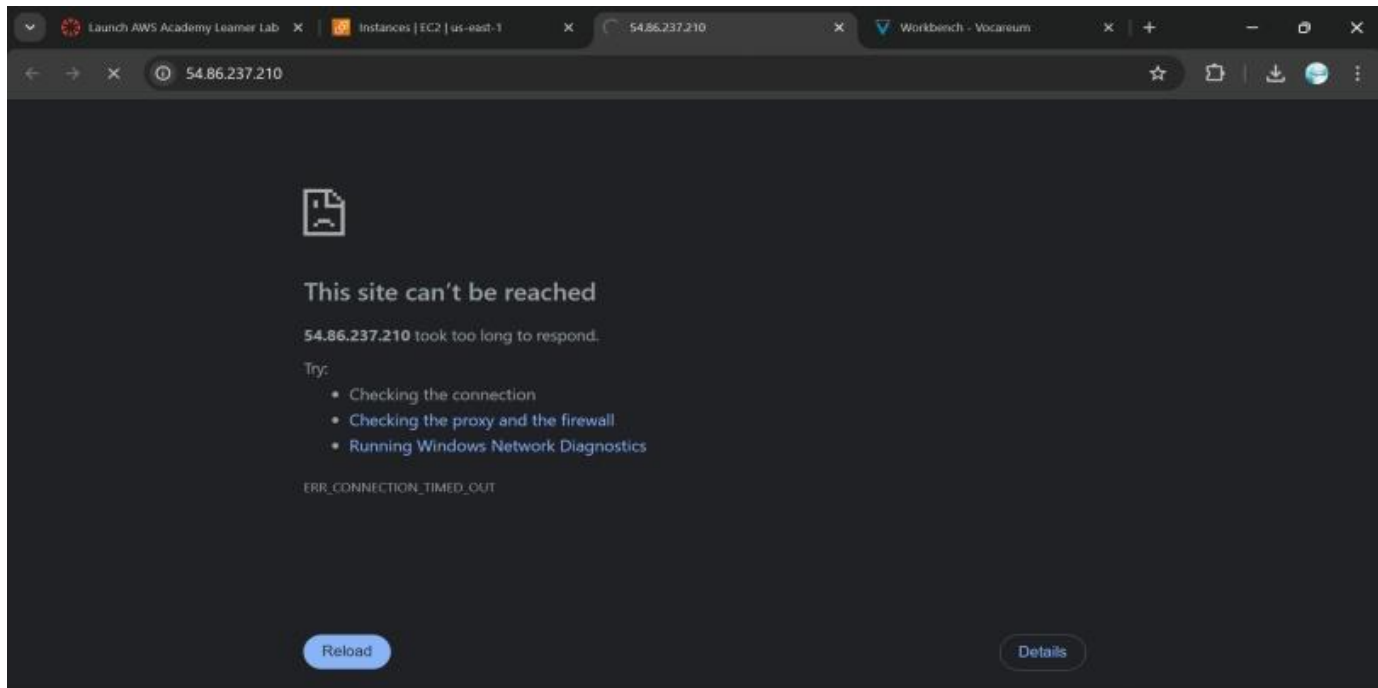 Launch AWS Academy Learner Lab
Instances | EC2 | us-east-1
54.86.237.210
Workbench - Vocareum
54.86.237.210
This site can't be reached
54.86.237.210 took too long to respond.
Try:
• Checking the connection
• Checking the proxy and the firewall
• Running Windows Network Diagnostics
ERR_CONNECTION_TIMED_OUT
Reload
Details